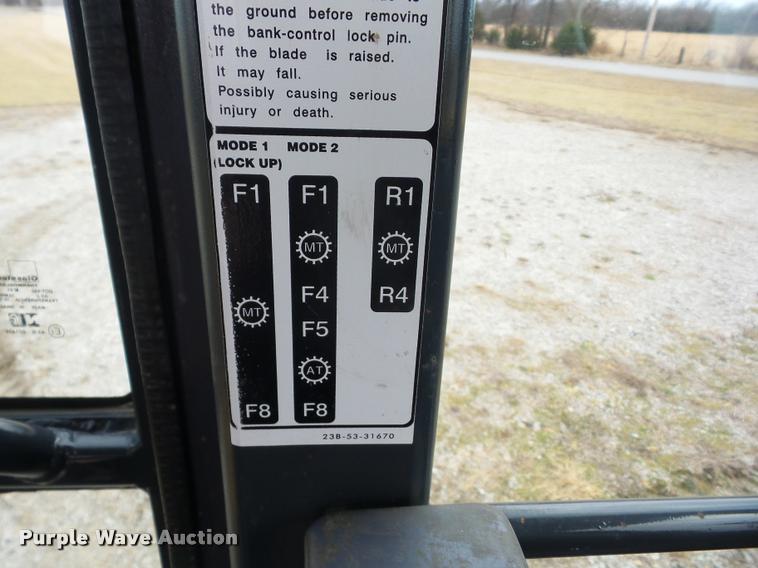 the ground before removing
the bank-control lock pin.
If the blade is raised.
It may fall.
Possibly causing serious
injury or death.
MODE 1 MODE 2
(LOCK UP)
F1 F1 R1
MT MT
F4 R4
MT F5
AT
F8 F8
23B-53-31670
Purple Wave Auction